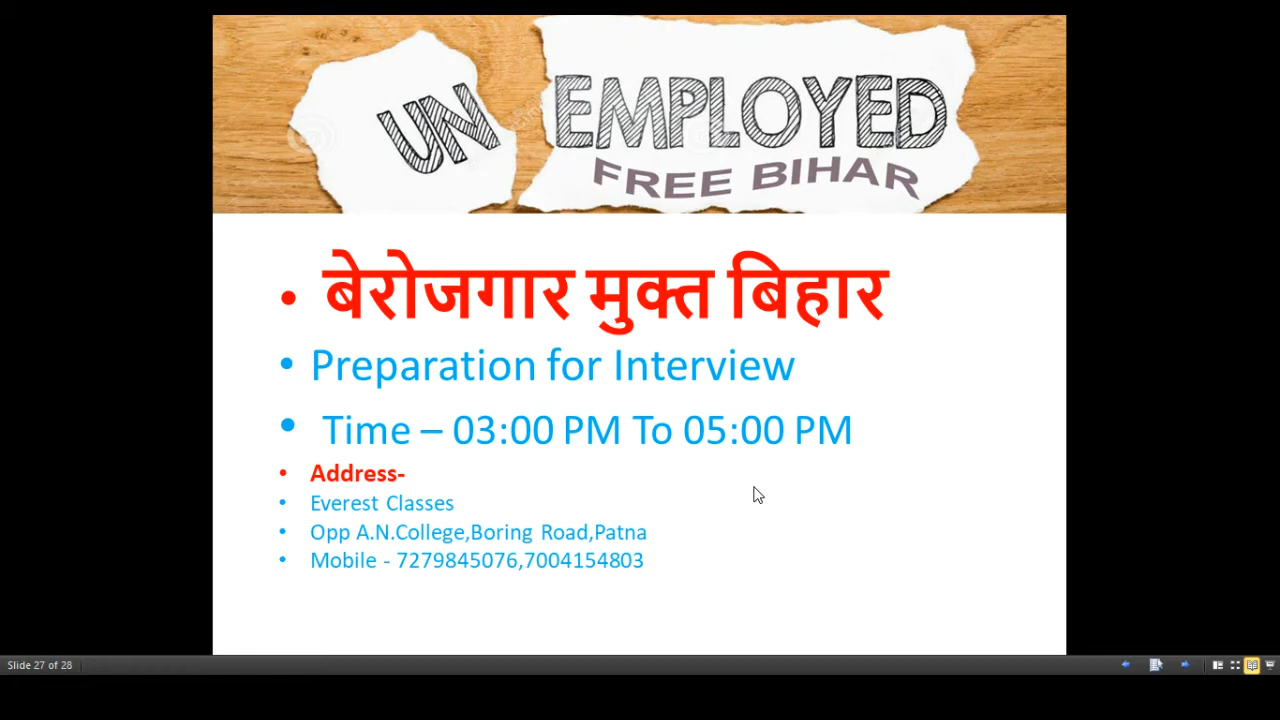 UN EMPLOYED
FREE BIHAR
• बेरोजगार मुक्त बिहार
• Preparation for Interview
• Time – 03:00 PM To 05:00 PM
• Address-
• Everest Classes
• Opp A.N.College,Boring Road,Patna
• Mobile - 7279845076,7004154803
Slide 27 of 28